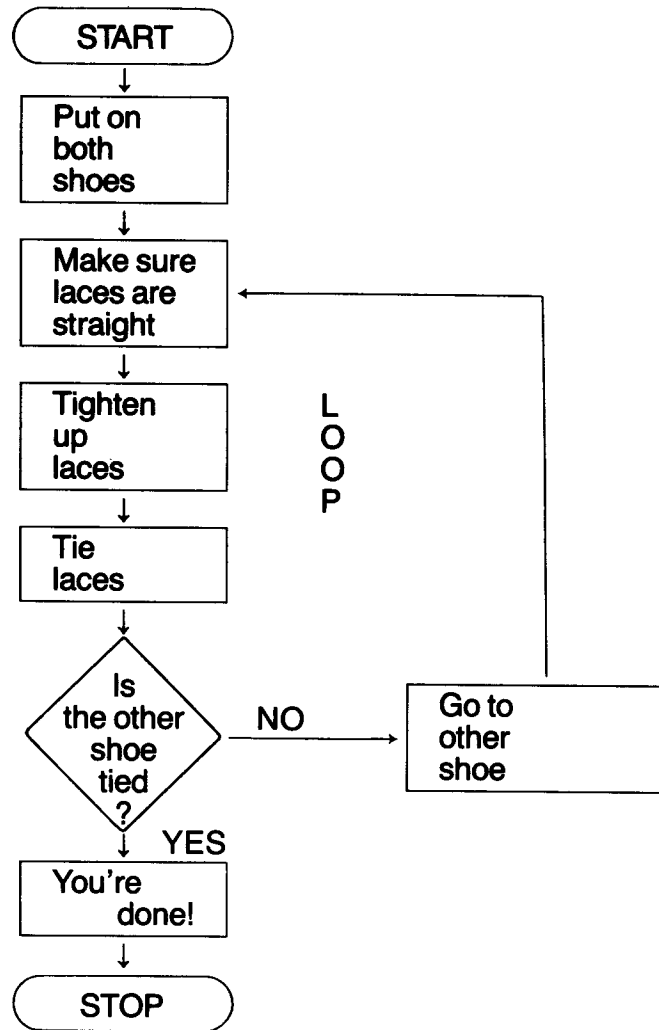 START
Put on
both
shoes
Make sure
laces are
straight
Tighten
up
laces
L
O
O
P
Tie
laces
Is
the other
shoe
tied
?
NO
Go to
other
shoe
YES
You're
done!
STOP